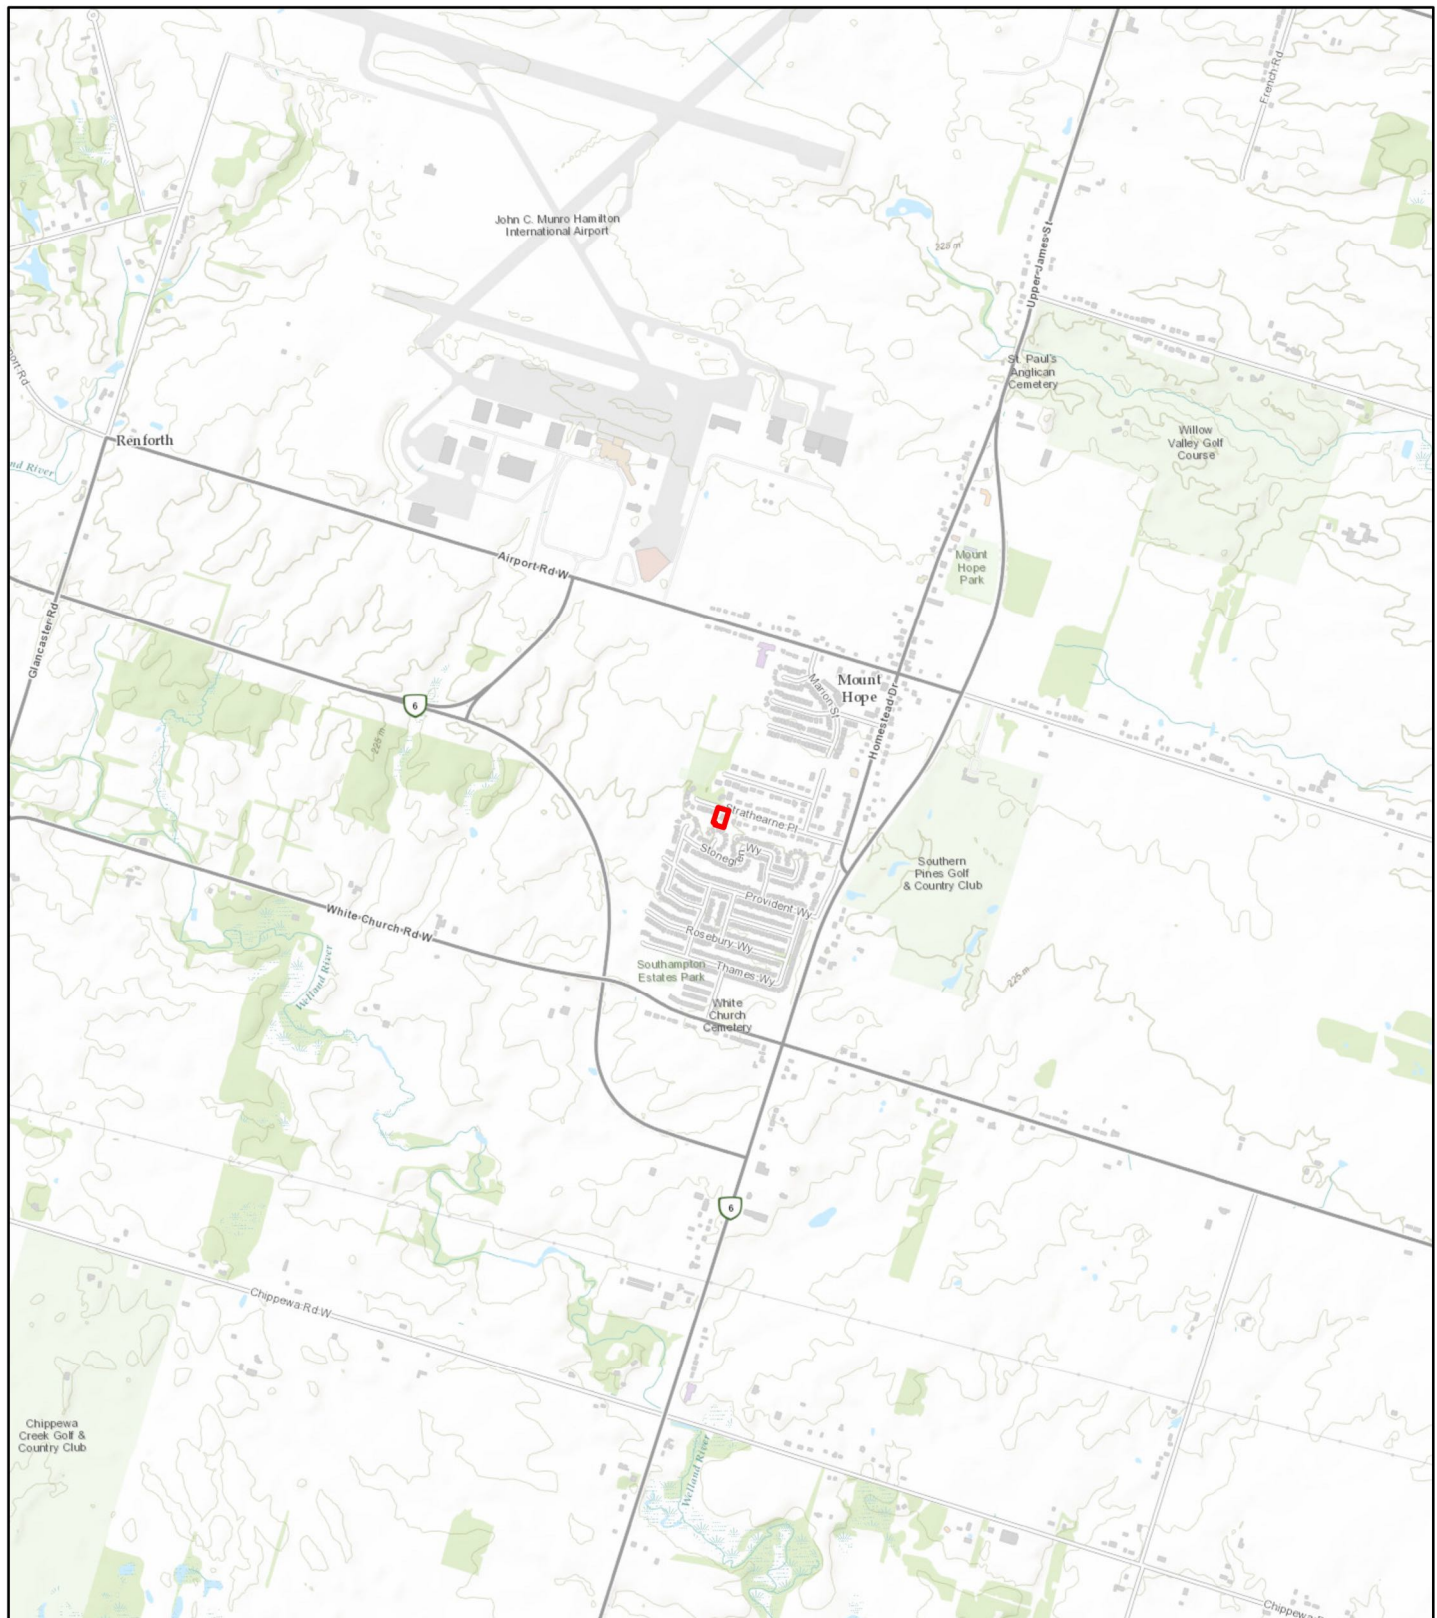 French Rd
John C. Munro Hamilton
International Airport
225 m
Upper James St
St. Paul's
Anglican
Cemetery
Willow
Valley Golf
Course
Renforth
Airport Rd W
Mount
Hope
Park
Glancaster Rd
6
225 m
Marion St
Mount
Hope
Homestead Dr
Strathearne Pl
Wy
Southern
Pines Golf
& Country Club
Provident Wy
White Church Rd W
Rosebury Wy
Southampton
Estates Park
Thames Wy
225 m
Welland River
White
Church
Cemetery
6
Chippewa Rd W
Chippewa
Creek Golf &
Country Club
Welland River